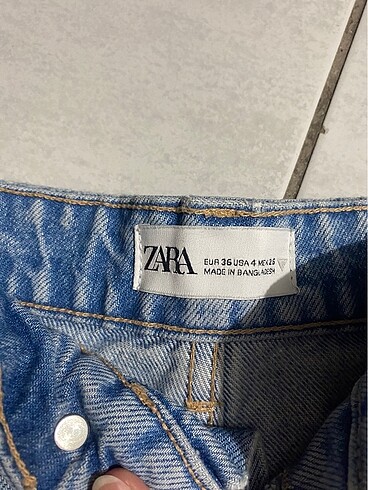 ZARA
EUR 36 USA 4 MEX 26
MADE IN BANGLADESH